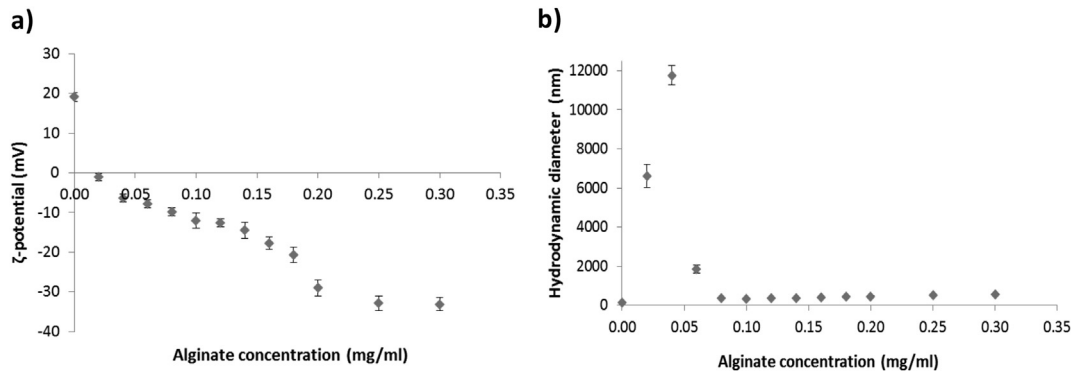 a)
30
20
10
0
-10
-20
-30
-40
0.00 0.05 0.10 0.15 0.20 0.25 0.30 0.35
ζ-potential (mV)
Alginate concentration (mg/ml)
b)
12000
10000
8000
6000
4000
2000
0
0.00 0.05 0.10 0.15 0.20 0.25 0.30 0.35
Hydrodynamic diameter (nm)
Alginate concentration (mg/ml)